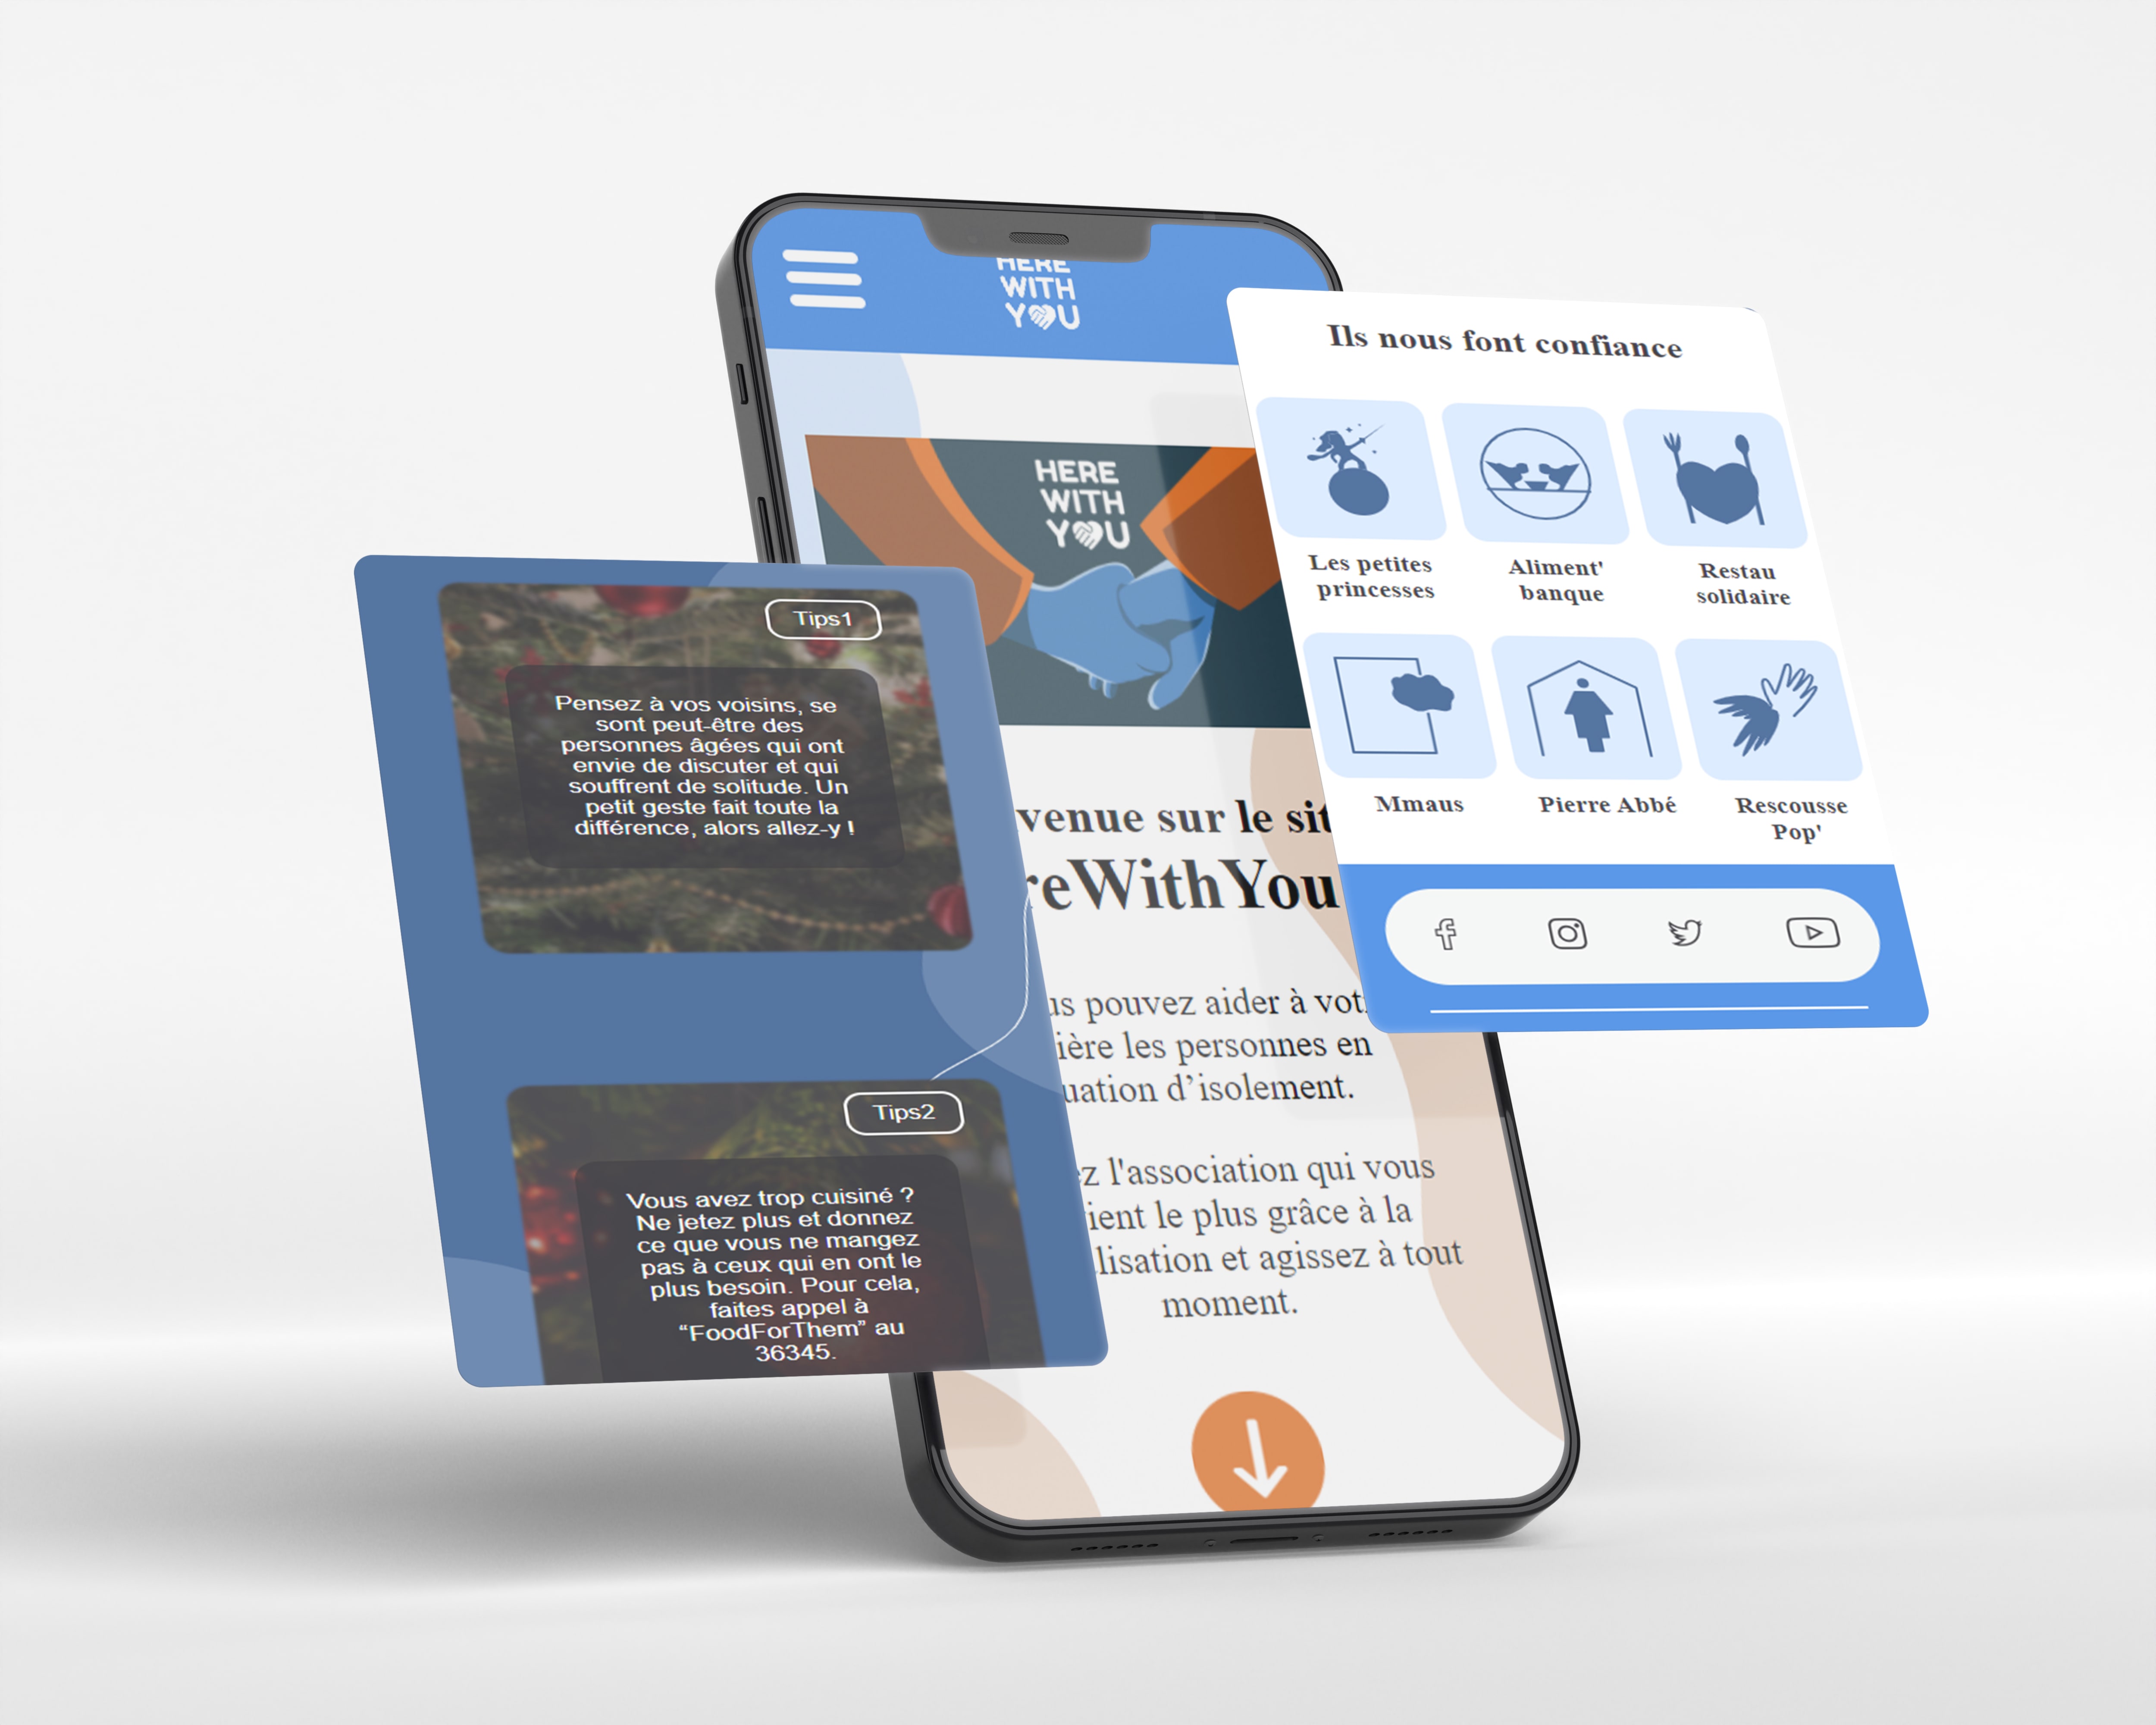 HERE
WITH
YOU
HERE
WITH
YOU
venue sur le sit
reWithYou
us pouvez aider à vot
ière les personnes en
uation d’isolement.
ez l'association qui vous
ient le plus grâce à la
lisation et agissez à tout
moment.
Tips1
Pensez à vos voisins, se
sont peut-être des
personnes âgées qui ont
envie de discuter et qui
souffrent de solitude. Un
petit geste fait toute la
différence, alors allez-y !
Tips2
Vous avez trop cuisiné ?
Ne jetez plus et donnez
ce que vous ne mangez
pas à ceux qui en ont le
plus besoin. Pour cela,
faites appel à
“FoodForThem” au
36345.
Ils nous font confiance
Les petites
princesses
Aliment'
banque
Restau
solidaire
Mmaus
Pierre Abbé
Rescousse
Pop'